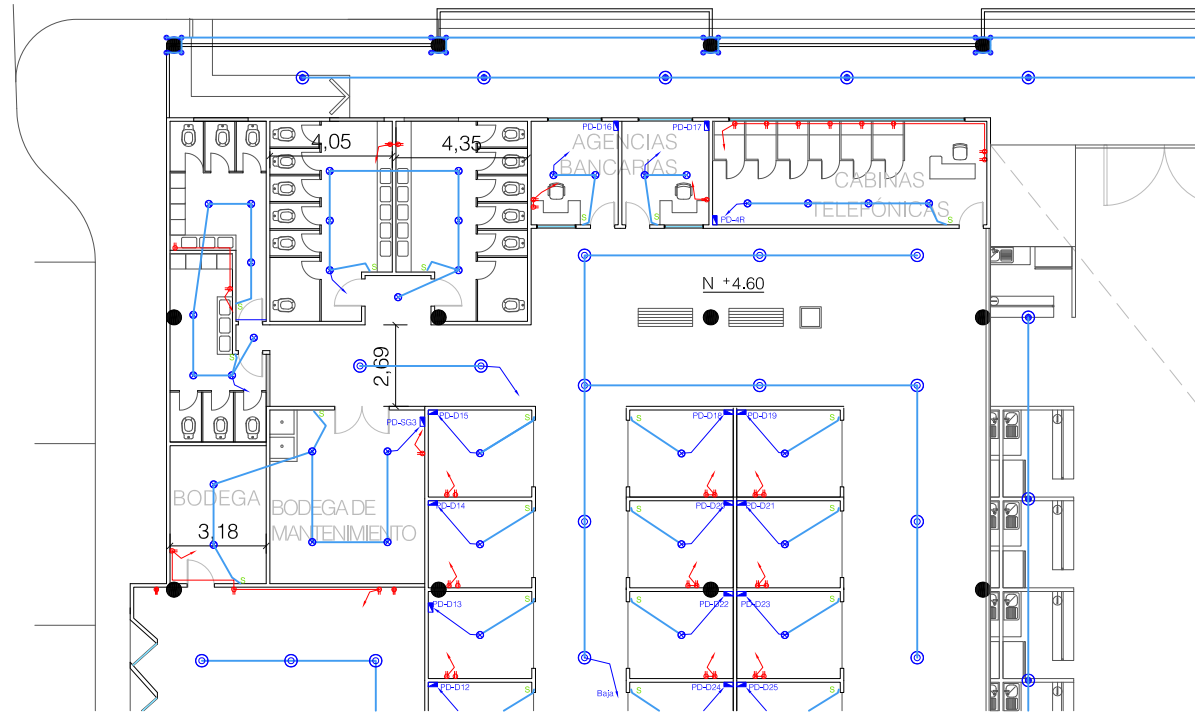 PD-D16
PD-D17
AGENCIAS
BANCARIAS
4,05
4,35
CABINAS
TELEFÓNICAS
PD-4R
S
S
S
S
S
N +4.60
S
2,69
S
S
PD-SG3
PD-D15
S
S
PD-D18
PD-D19
S
BODEGA
3,18
BODEGA DE
MANTENIMIENTO
S
PD-D14
S
S
PD-D20
PD-D21
S
PD-D13
S
S
PD-D22
PD-D23
S
PD-D12
S
Baja
S
PD-D24
PD-D25
S